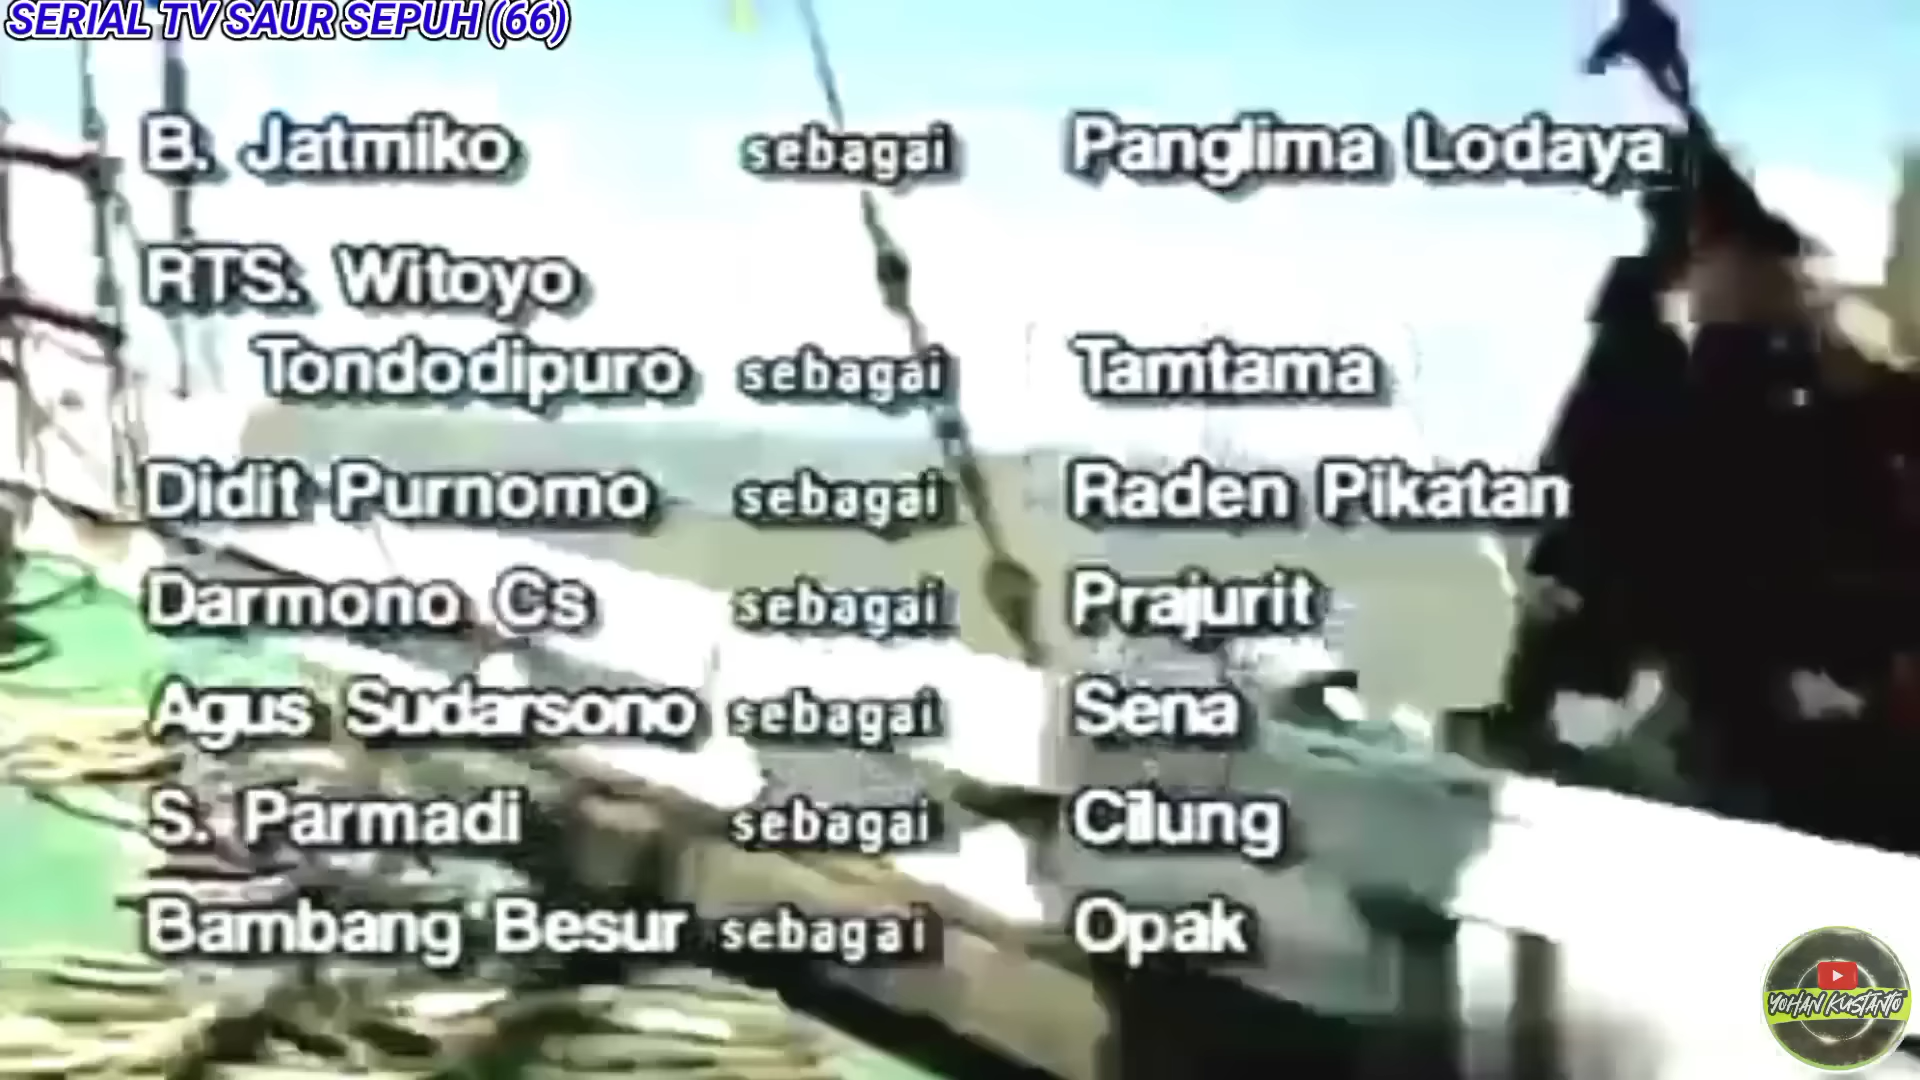 SERIAL TV SAUR SEPUH (66)
B. Jatmiko sebagai Panglima Lodaya
RTS. Witoyo
Tondodipuro sebagai Tamtama
Didit Purnomo sebagai Raden Pikatan
Darmono Cs sebagai Prajurit
Agus Sudarsono sebagai Sena
S. Parmadi sebagai Cilung
Bambang Besur sebagai Opak
YOHAN KUSTANTO